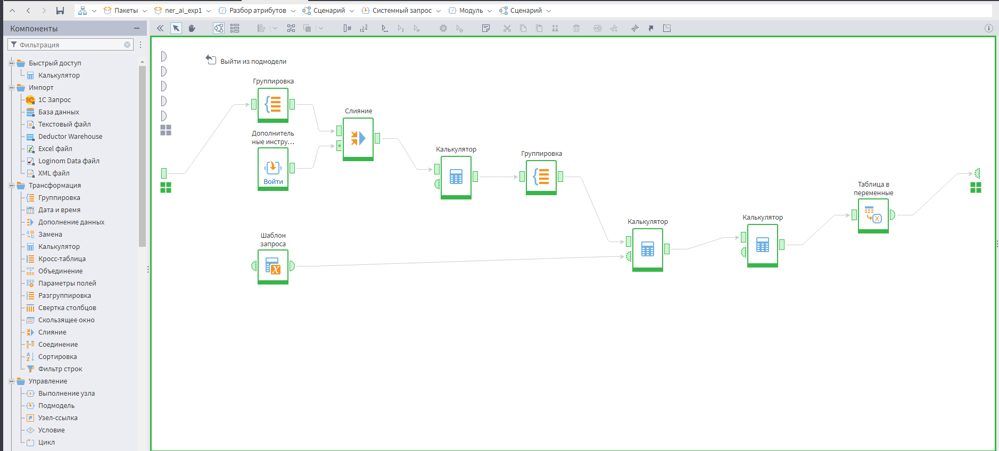 Пакеты
ner_ai_exp1
Разбор атрибутов
Сценарий
Системный запрос
Модуль
Сценарий
Компоненты
Фильтрация
Быстрый доступ
Калькулятор
Импорт
1С Запрос
База данных
Текстовый файл
Deductor Warehouse
Excel файл
Loginom Data файл
XML файл
Трансформация
Группировка
Дата и время
Дополнение данных
Замена
Калькулятор
Кросс-таблица
Объединение
Параметры полей
Разгруппировка
Свертка столбцов
Скользящее окно
Слияние
Соединение
Сортировка
Фильтр строк
Управление
Выполнение узла
Подмодель
Узел-ссылка
Условие
Цикл
Выйти из подмодели
Группировка
Дополнитель
ные инстру...
Войти
Слияние
Калькулятор
Группировка
Шаблон
запроса
Калькулятор
Калькулятор
Таблица в
переменные